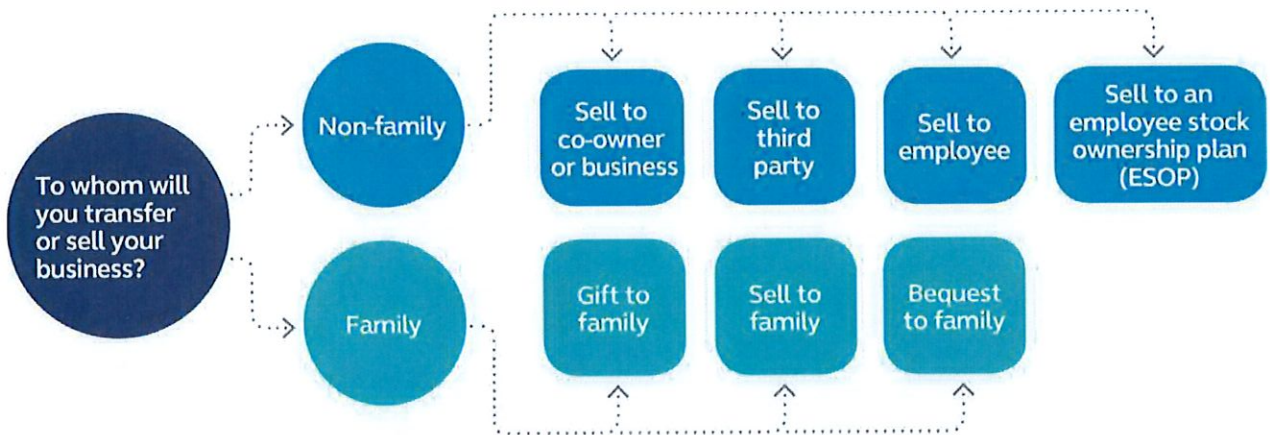 To whom will
you transfer
or sell your
business?
Non-family
Sell to
co-owner
or business
Sell to
third
party
Sell to
employee
Sell to an
employee stock
ownership plan
(ESOP)
Family
Gift to
family
Sell to
family
Bequest
to family